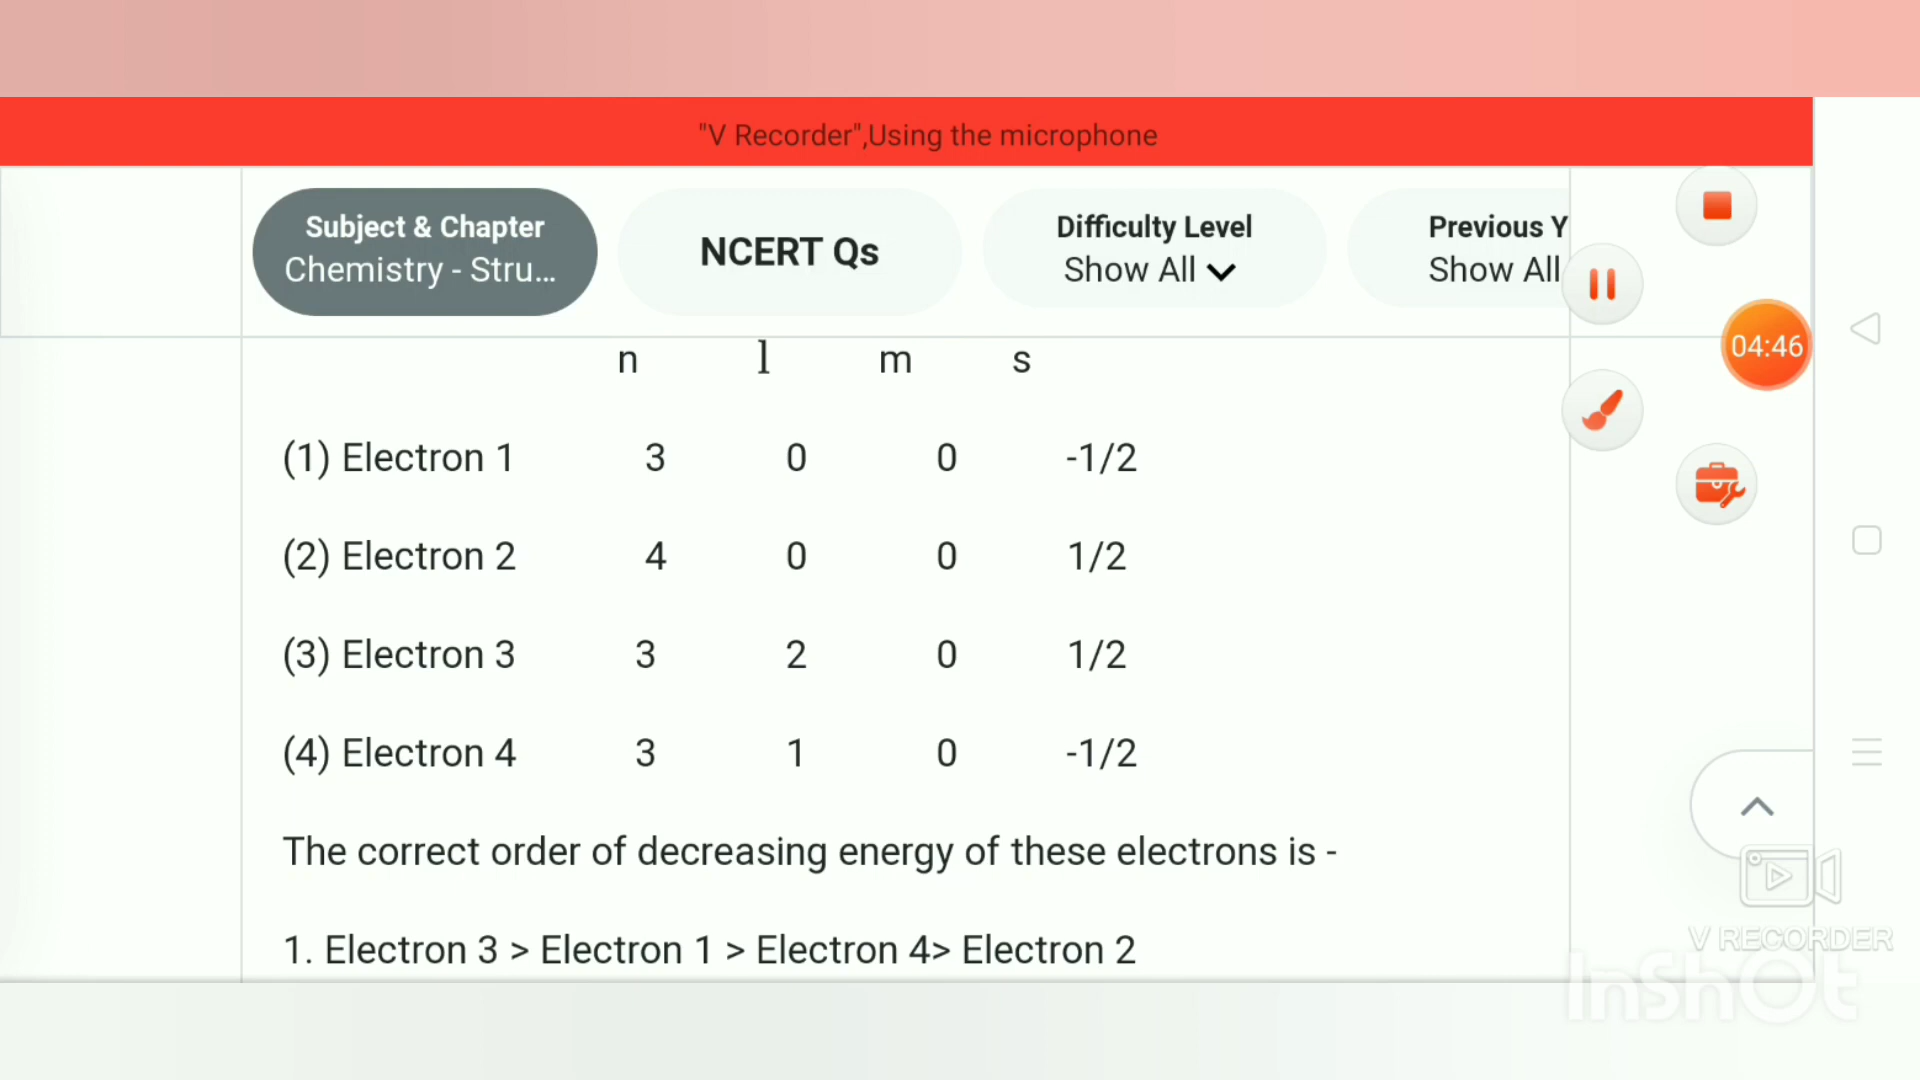 "V Recorder",Using the microphone
Subject & Chapter
Chemistry - Stru...
NCERT Qs
Difficulty Level
Show All
Previous Y
Show All
04:46
n l m s
(1) Electron 1 3 0 0 -1/2
(2) Electron 2 4 0 0 1/2
(3) Electron 3 3 2 0 1/2
(4) Electron 4 3 1 0 -1/2
The correct order of decreasing energy of these electrons is -
1. Electron 3 > Electron 1 > Electron 4> Electron 2
V RECORDER
InShOt